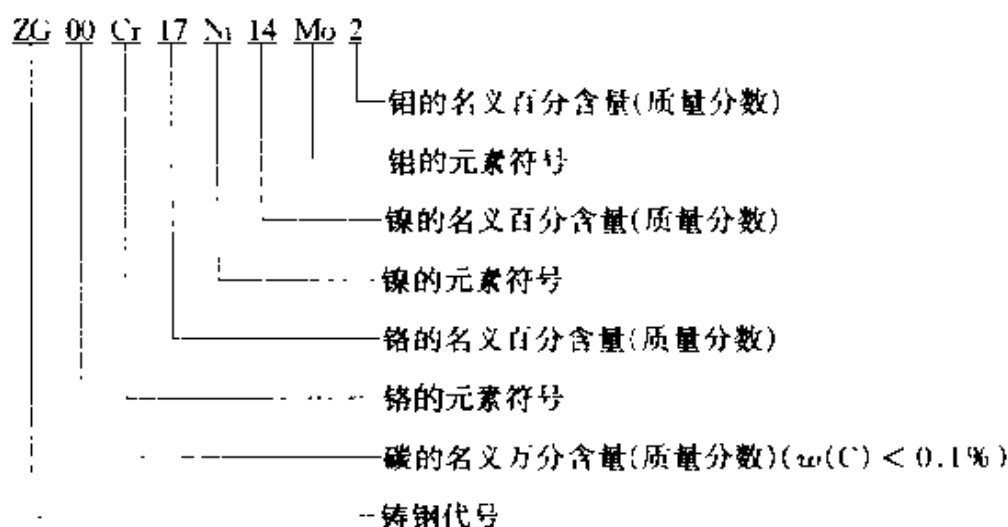 ZG 00 Cr 17 Ni 14 Mo 2
钼的名义百分含量(质量分数)
钼的元素符号
镍的名义百分含量(质量分数)
镍的元素符号
铬的名义百分含量(质量分数)
铬的元素符号
碳的名义万分含量(质量分数)(w(C) < 0.1%)
铸钢代号